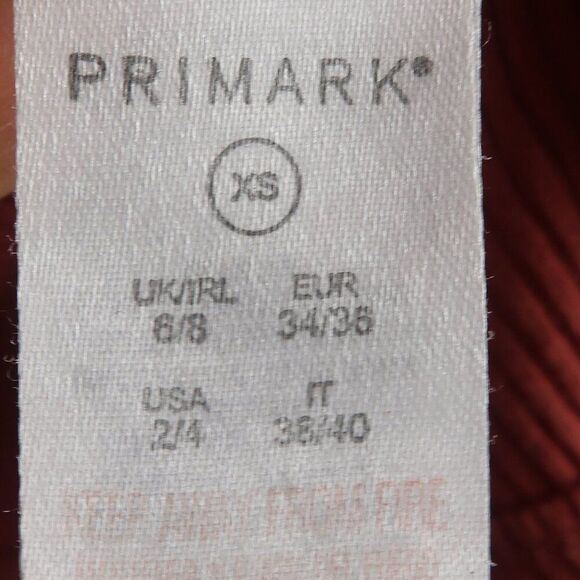 PRIMARK®
XS
UK/IRL EUR
6/8 34/36
USA IT
2/4 38/40
KEEP AWAY FROM FIRE